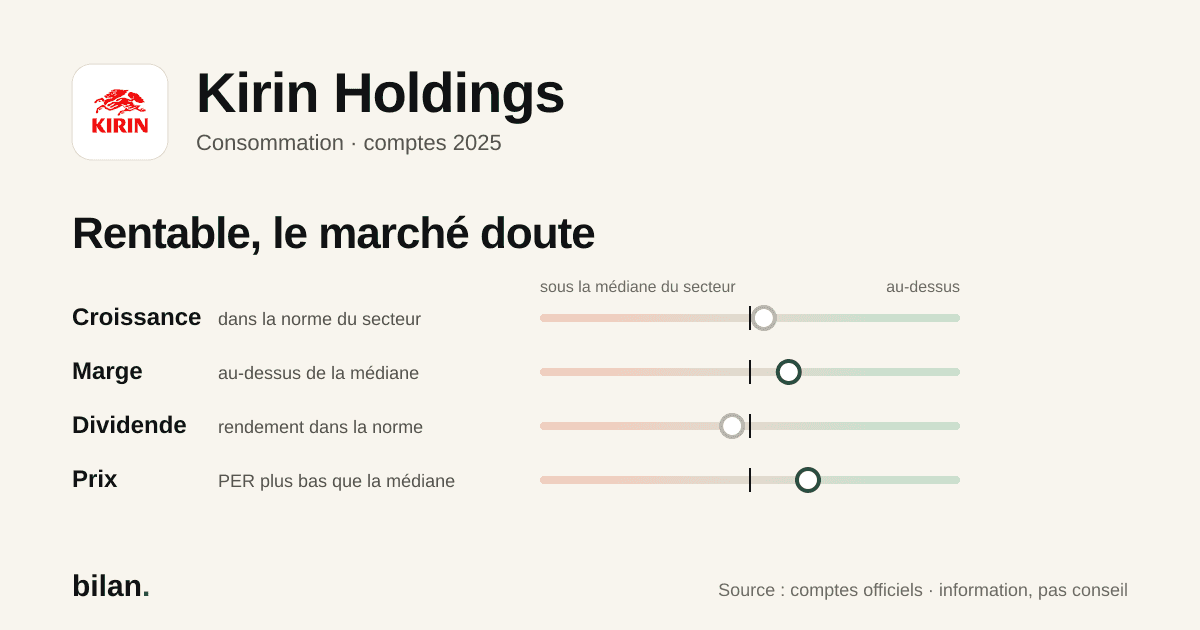 KIRIN
Kirin Holdings
Consommation · comptes 2025
Rentable, le marché doute
sous la médiane du secteur au-dessus
Croissance dans la norme du secteur
Marge au-dessus de la médiane
Dividende rendement dans la norme
Prix PER plus bas que la médiane
bilan.
Source : comptes officiels · information, pas conseil